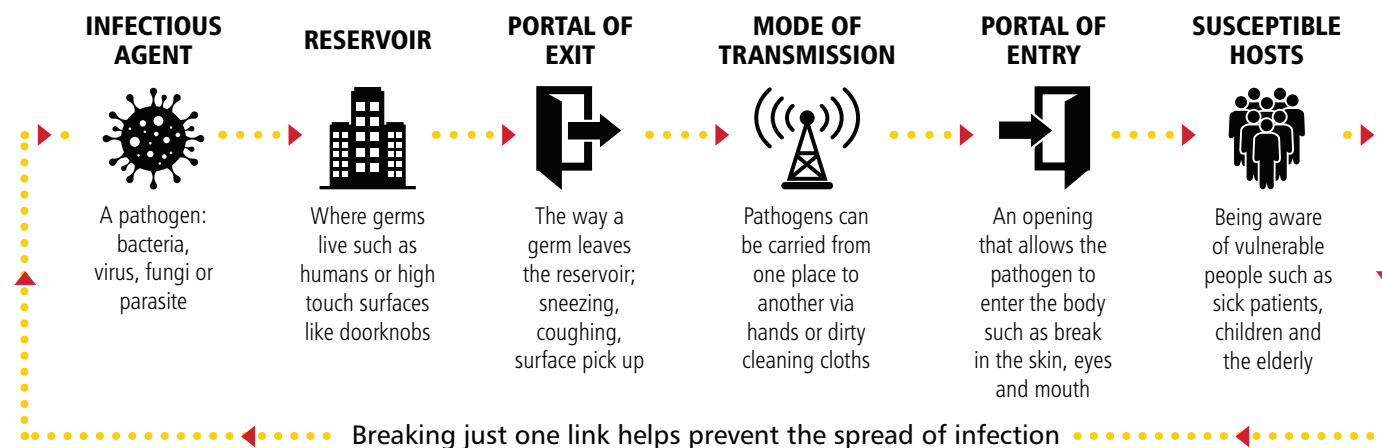 INFECTIOUS
AGENT
A pathogen:
bacteria,
virus, fungi or
parasite
RESERVOIR
Where germs
live such as
humans or high
touch surfaces
like doorknobs
PORTAL OF
EXIT
The way a
germ leaves
the reservoir;
sneezing,
coughing,
surface pick up
MODE OF
TRANSMISSION
Pathogens can
be carried from
one place to
another via
hands or dirty
cleaning cloths
PORTAL OF
ENTRY
An opening
that allows the
pathogen to
enter the body
such as break
in the skin, eyes
and mouth
SUSCEPTIBLE
HOSTS
Being aware
of vulnerable
people such as
sick patients,
children and
the elderly
Breaking just one link helps prevent the spread of infection